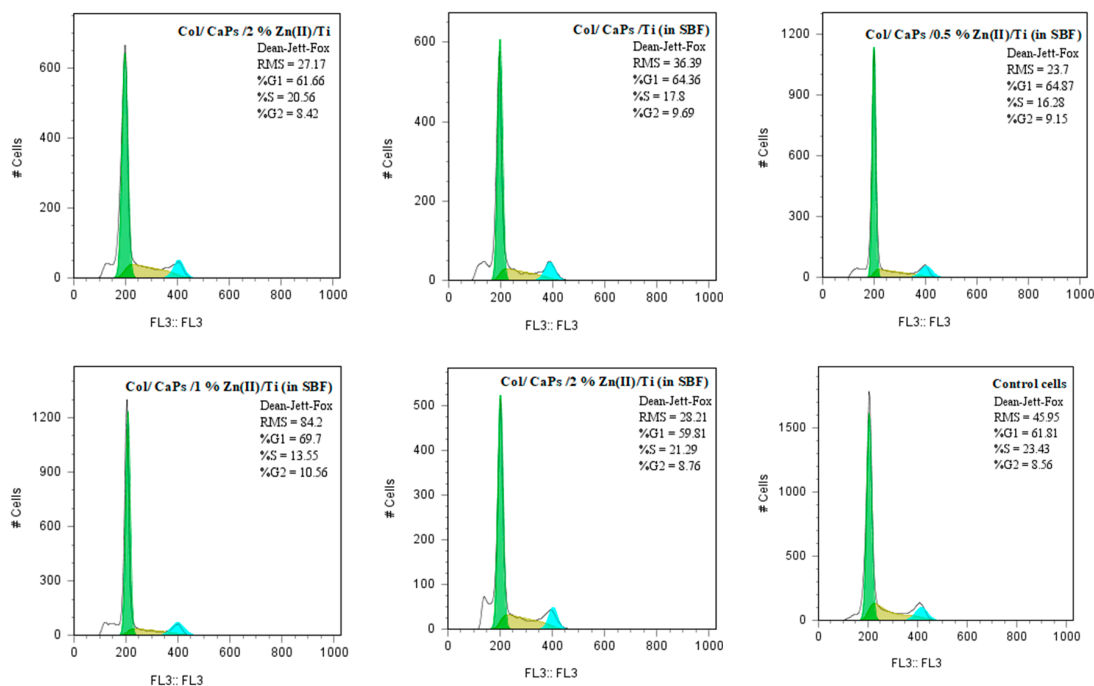 Col/ CaPs /2 % Zn(II)/Ti
Dean-Jett-Fox
RMS = 27.17
%G1 = 61.66
%S = 20.56
%G2 = 8.42
# Cells
600
400
200
0
0 200 400 600 800 1000
FL3:: FL3
Col/ CaPs /Ti (in SBF)
Dean-Jett-Fox
RMS = 36.39
%G1 = 64.36
%S = 17.8
%G2 = 9.69
# Cells
600
400
200
0
0 200 400 600 800 1000
FL3:: FL3
Col/ CaPs /0.5 % Zn(II)/Ti (in SBF)
Dean-Jett-Fox
RMS = 23.7
%G1 = 64.87
%S = 16.28
%G2 = 9.15
# Cells
1200
900
600
300
0
0 200 400 600 800 1000
FL3:: FL3
Col/ CaPs /1 % Zn(II)/Ti (in SBF)
Dean-Jett-Fox
RMS = 84.2
%G1 = 69.7
%S = 13.55
%G2 = 10.56
# Cells
1200
900
600
300
0
0 200 400 600 800 1000
FL3:: FL3
Col/ CaPs /2 % Zn(II)/Ti (in SBF)
Dean-Jett-Fox
RMS = 28.21
%G1 = 59.81
%S = 21.29
%G2 = 8.76
# Cells
500
400
300
200
100
0
0 200 400 600 800 1000
FL3:: FL3
Control cells
Dean-Jett-Fox
RMS = 45.95
%G1 = 61.81
%S = 23.43
%G2 = 8.56
# Cells
1500
1000
500
0
0 200 400 600 800 1000
FL3:: FL3